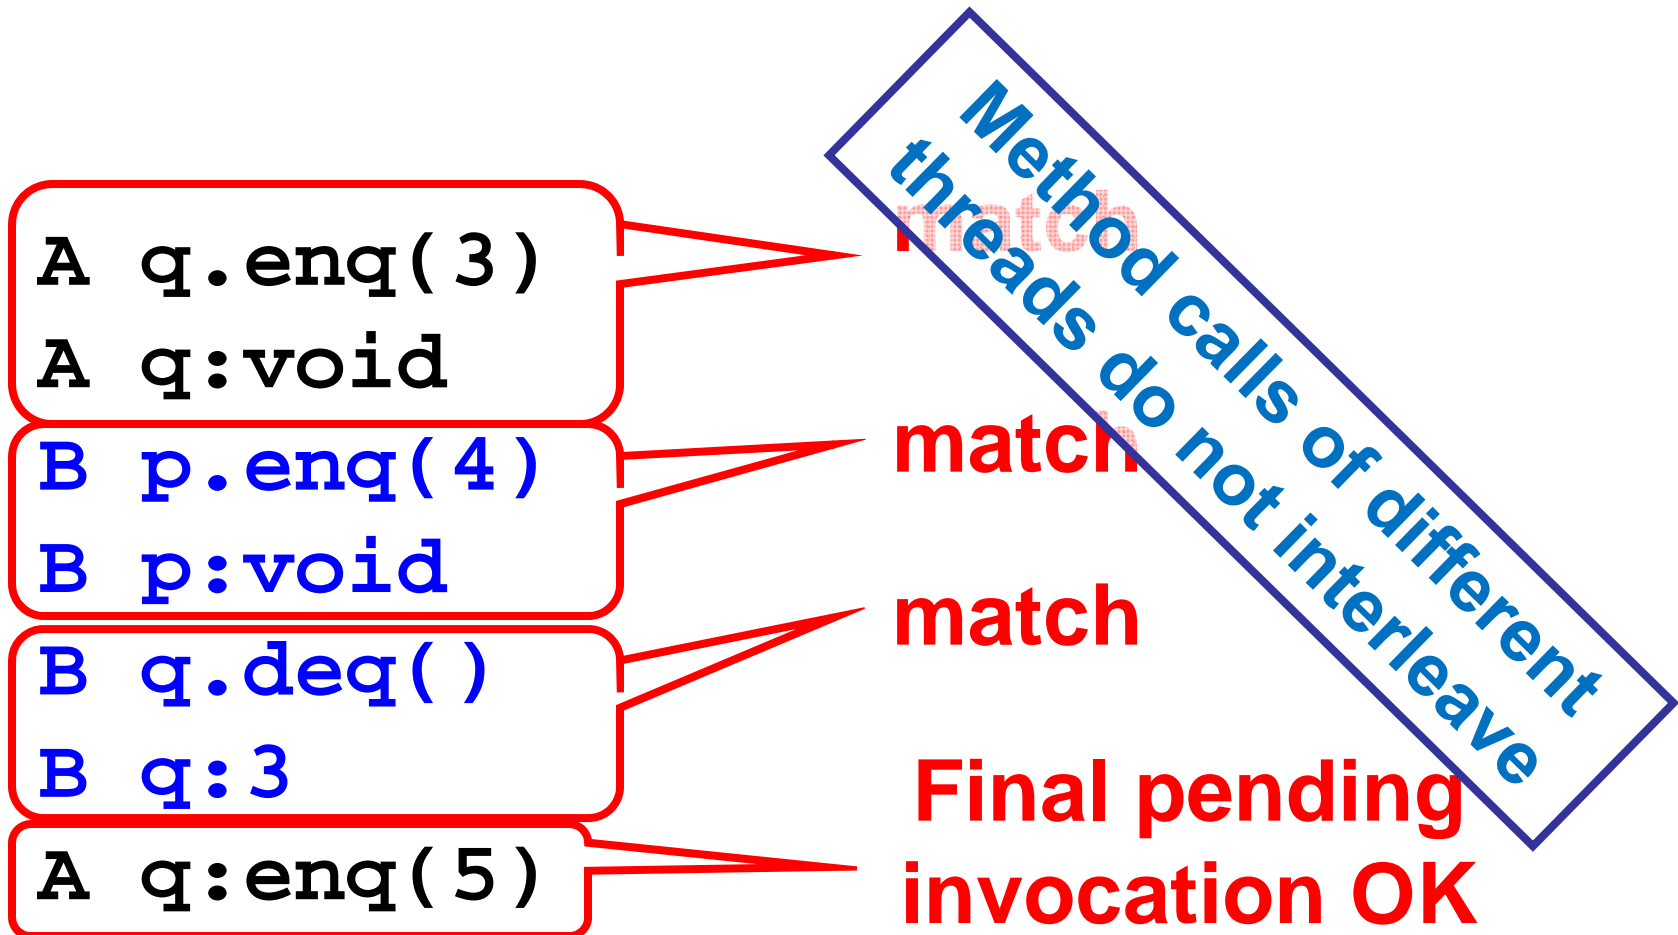 A q.enq(3)
A q:void
B p.enq(4)
B p:void
B q.deq()
B q:3
A q:enq(5)
match
match
match
Final pending
invocation OK
Method calls of different
threads do not interleave